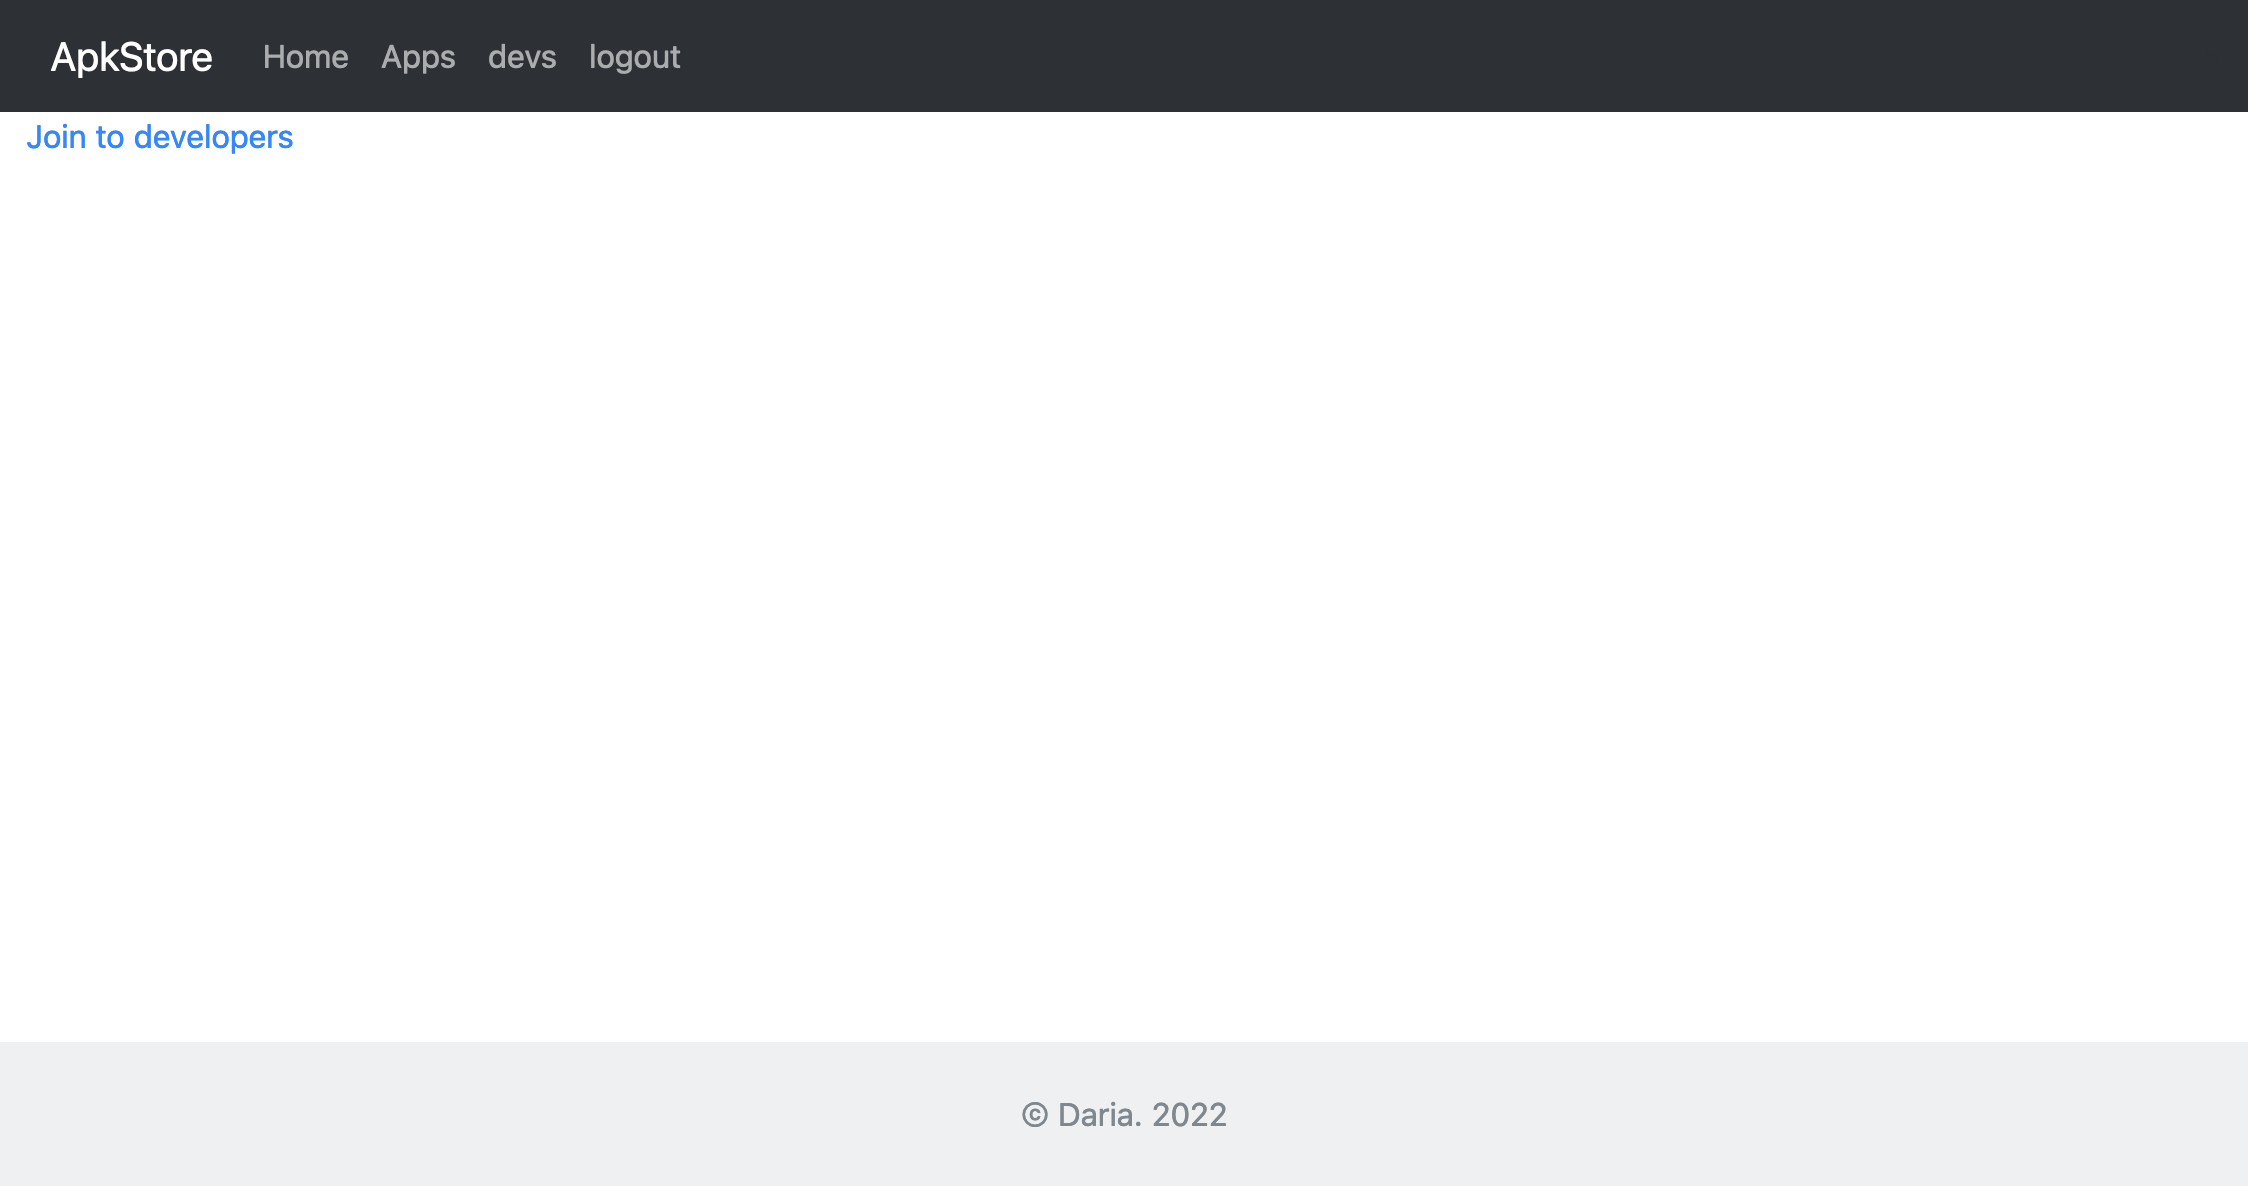 ApkStore Home Apps devs logout
Join to developers
© Daria. 2022